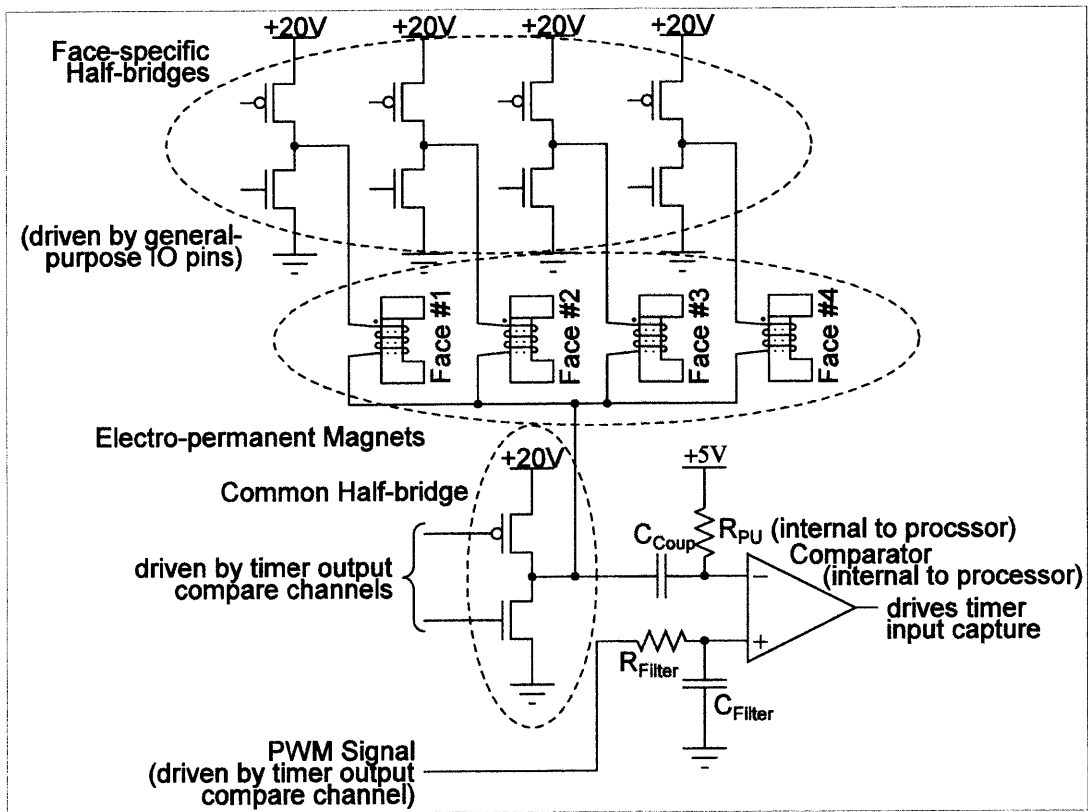 +20V +20V +20V +20V
Face-specific
Half-bridges
(driven by general-
purpose IO pins)
Face #1
Face #2
Face #3
Face #4
Electro-permanent Magnets
+20V
Common Half-bridge
driven by timer output
compare channels
+5V
C_Coup
R_PU (internal to procssor)
Comparator
(internal to processor)
−
+
drives timer
input capture
R_Filter
C_Filter
PWM Signal
(driven by timer output
compare channel)